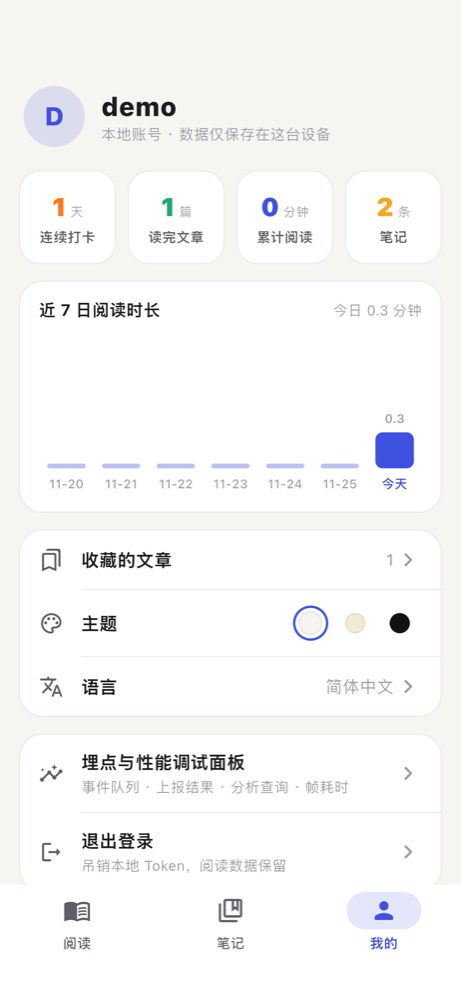 D
demo
本地账号 · 数据仅保存在这台设备
1 天
连续打卡
1 篇
读完文章
0 分钟
累计阅读
2 条
笔记
近 7 日阅读时长
今日 0.3 分钟
0.3
11-20
11-21
11-22
11-23
11-24
11-25
今天
收藏的文章
1
主题
语言
简体中文
埋点与性能调试面板
事件队列 · 上报结果 · 分析查询 · 帧耗时
退出登录
吊销本地 Token，阅读数据保留
阅读
笔记
我的